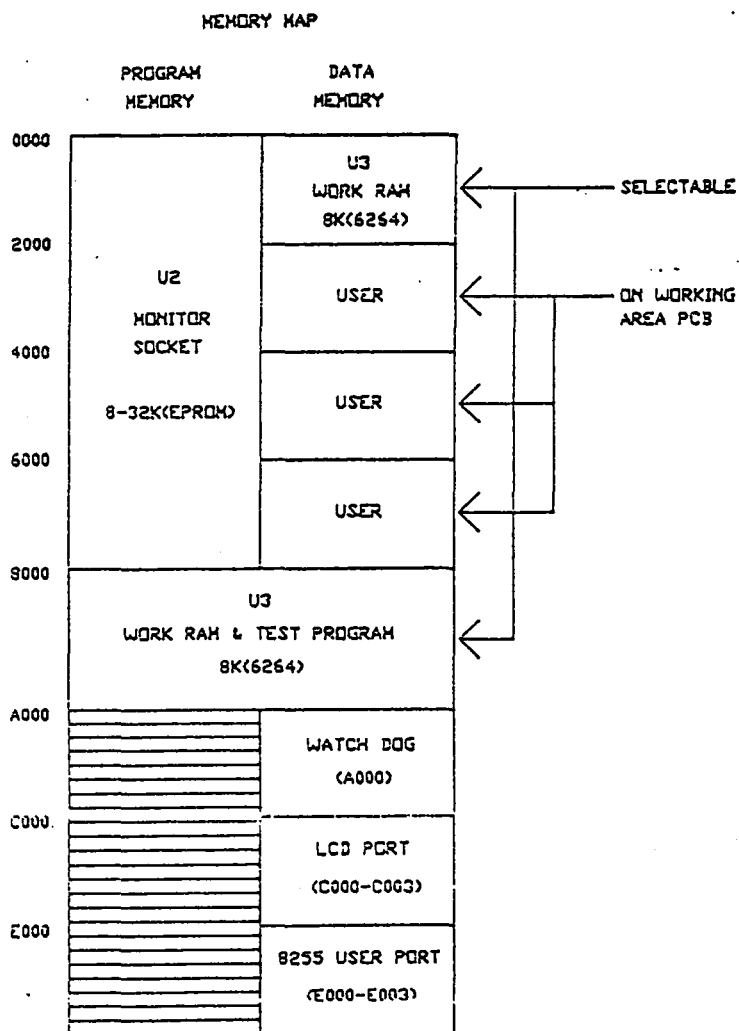 MEMORY MAP
PROGRAM MEMORY
DATA MEMORY
0000
U3
WORK RAM
8K(6264)
SELECTABLE
2000
U2
MONITOR
SOCKET
8-32K(EPROM)
USER
ON WORKING
AREA PCB
4000
USER
6000
USER
8000
U3
WORK RAM & TEST PROGRAM
8K(6264)
A000
WATCH DOG
(A000)
C000
LCD PORT
(C000-C003)
E000
8255 USER PORT
(E000-E003)